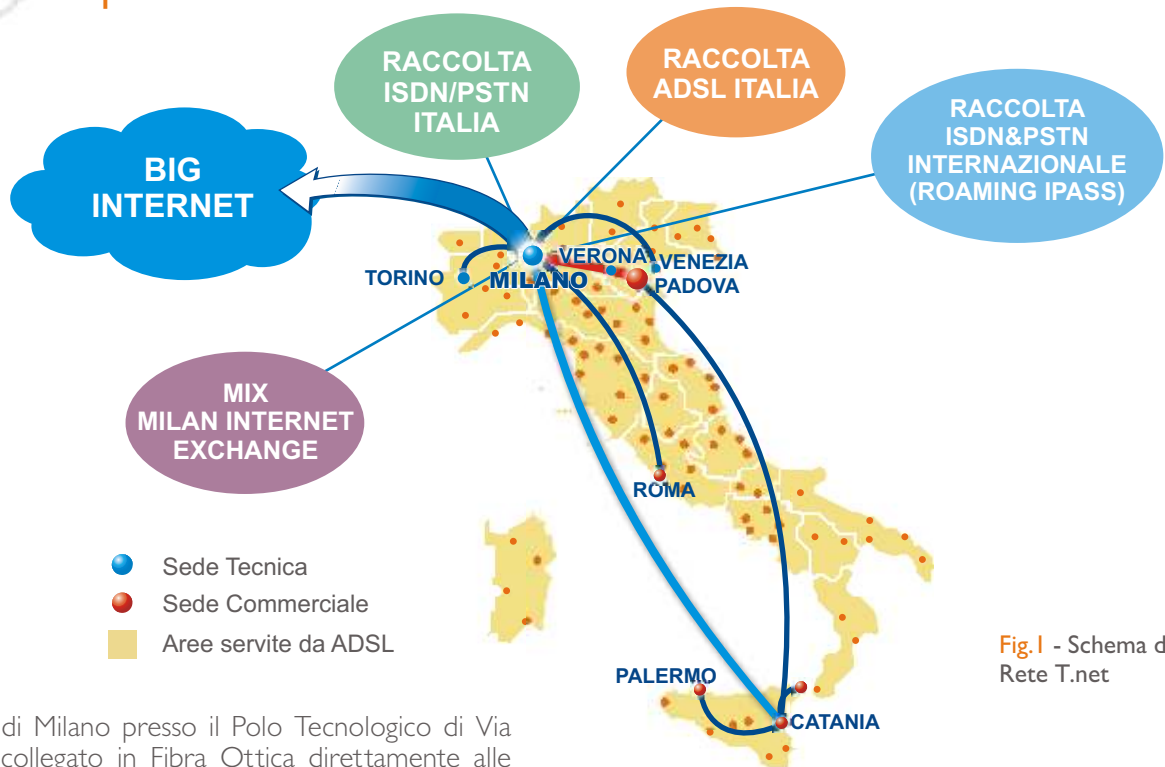 RACCOLTA
ISDN/PSTN
ITALIA
RACCOLTA
ADSL ITALIA
RACCOLTA
ISDN&PSTN
INTERNAZIONALE
(ROAMING IPASS)
BIG
INTERNET
TORINO
MILANO
VERONA
VENEZIA
PADOVA
MIX
MILAN INTERNET
EXCHANGE
ROMA
Sede Tecnica
Sede Commerciale
Aree servite da ADSL
PALERMO
CATANIA
Fig.1 - Schema d
Rete T.net
di Milano presso il Polo Tecnologico di Via
collegato in Fibra Ottica direttamente alle